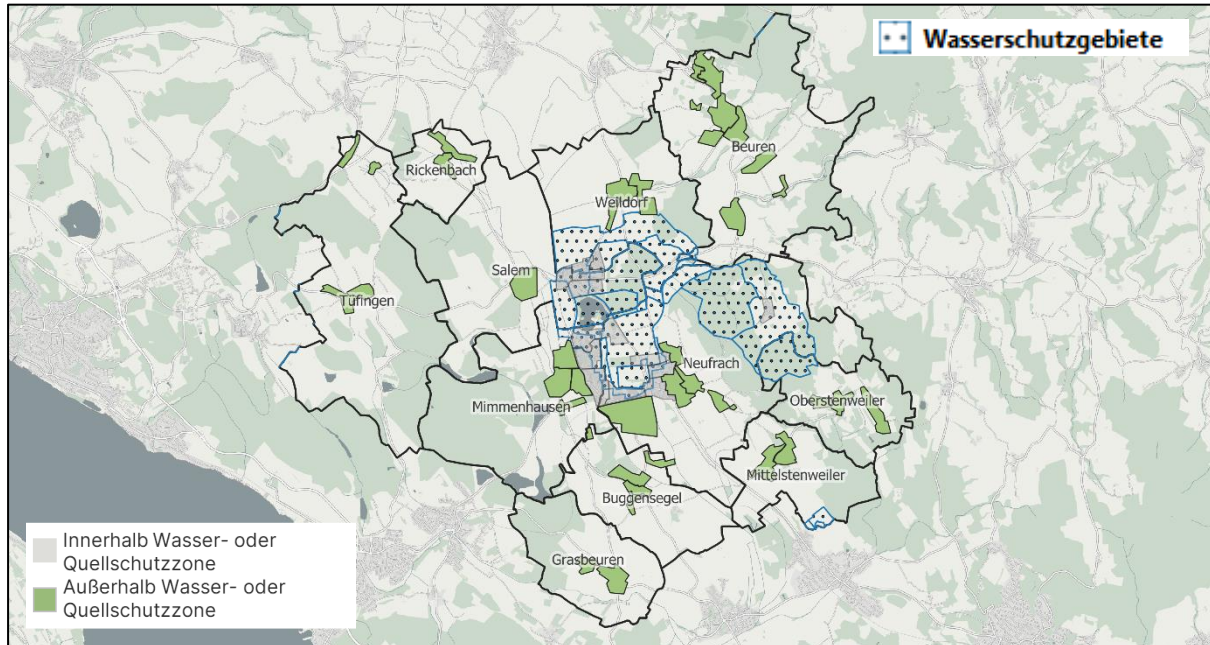 Wasserschutzgebiete
Beuren
Rickenbach
Weildorf
Salem
Tüfingen
Neufrach
Mimmenhausen
Oberstenweiler
Mittelstenweiler
Buggensegel
Grasbeuren
Innerhalb Wasser- oder
Quellschutzzone
Außerhalb Wasser- oder
Quellschutzzone